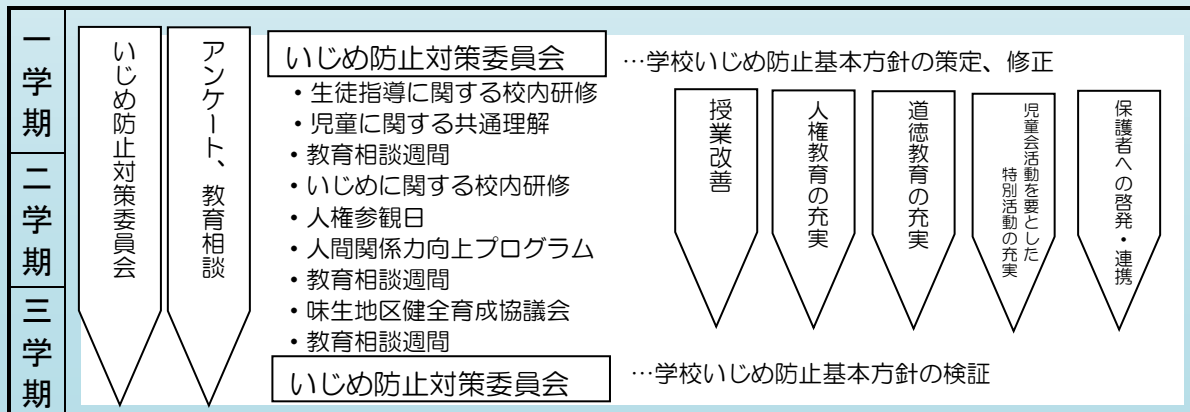 一学期
二学期
三学期
いじめ防止対策委員会
アンケート、教育相談
いじめ防止対策委員会
…学校いじめ防止基本方針の策定、修正
・生徒指導に関する校内研修
・児童に関する共通理解
・教育相談週間
・いじめに関する校内研修
・人権参観日
・人間関係力向上プログラム
・教育相談週間
・味生地区健全育成協議会
・教育相談週間
いじめ防止対策委員会
…学校いじめ防止基本方針の検証
授業改善
人権教育の充実
道徳教育の充実
児童会活動を要とした
特別活動の充実
保護者への啓発・連携